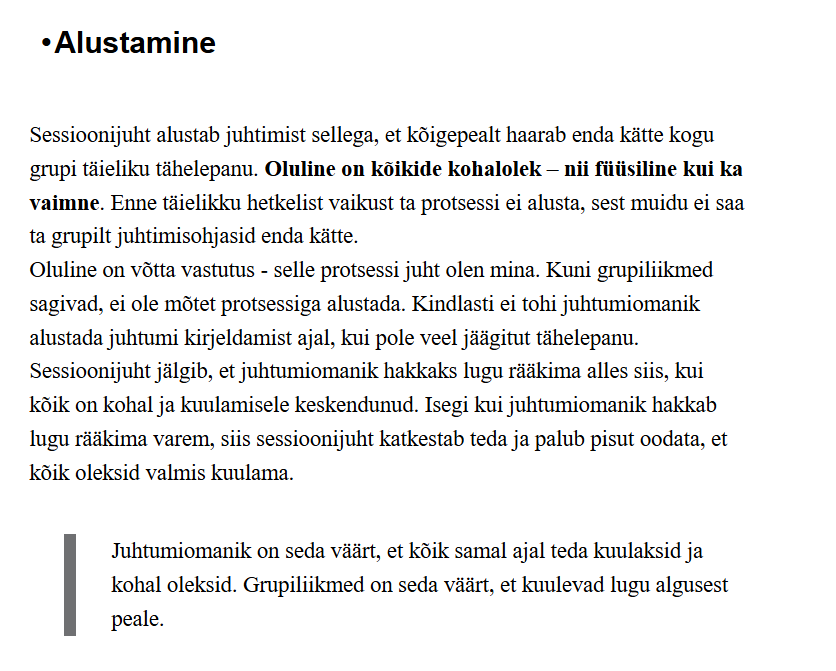 •Alustamine
Sessioonijuht alustab juhtimist sellega, et kõigepealt haarab enda kätte kogu
grupi täieliku tähelepanu. Oluline on kõikide kohalolek – nii füüsiline kui ka
vaimne. Enne täielikku hetkelist vaikust ta protsessi ei alusta, sest muidu ei saa
ta grupilt juhtimisohjasid enda kätte.
Oluline on võtta vastutus - selle protsessi juht olen mina. Kuni grupiliikmed
sagivad, ei ole mõtet protsessiga alustada. Kindlasti ei tohi juhtumiomanik
alustada juhtumi kirjeldamist ajal, kui pole veel jäägitut tähelepanu.
Sessioonijuht jälgib, et juhtumiomanik hakkaks lugu rääkima alles siis, kui
kõik on kohal ja kuulamisele keskendunud. Isegi kui juhtumiomanik hakkab
lugu rääkima varem, siis sessioonijuht katkestab teda ja palub pisut oodata, et
kõik oleksid valmis kuulama.
Juhtumiomanik on seda väärt, et kõik samal ajal teda kuulaksid ja
kohal oleksid. Grupiliikmed on seda väärt, et kuulevad lugu algusest
peale.